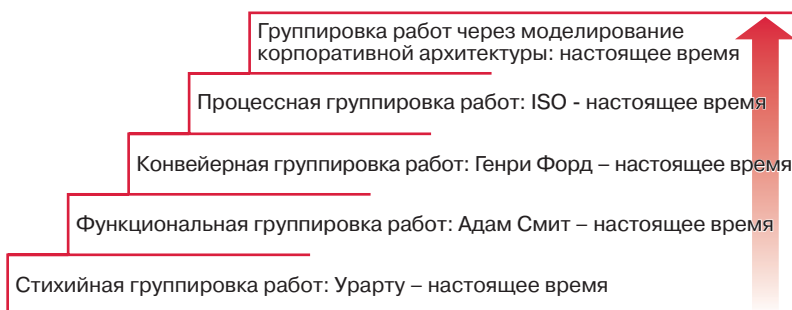 Группировка работ через моделирование
корпоративной архитектуры: настоящее время
Процессная группировка работ: ISO - настоящее время
Конвейерная группировка работ: Генри Форд – настоящее время
Функциональная группировка работ: Адам Смит – настоящее время
Стихийная группировка работ: Урарту – настоящее время